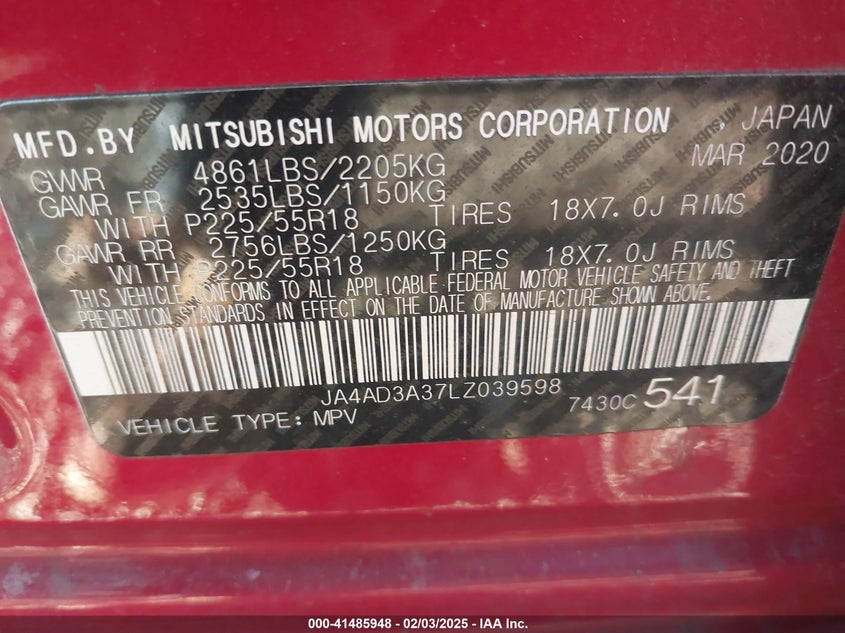 MFD.BY MITSUBISHI MOTORS CORPORATION , JAPAN
MAR 2020
GVWR 4861LBS/2205KG
GAWR FR 2535LBS/1150KG
WITH P225/55R18 TIRES 18X7.0J RIMS
GAWR RR 2756LBS/1250KG
WITH P225/55R18 TIRES 18X7.0J RIMS
THIS VEHICLE CONFORMS TO ALL APPLICABLE FEDERAL MOTOR VEHICLE SAFETY AND THEFT
PREVENTION STANDARDS IN EFFECT ON THE DATE OF MANUFACTURE SHOWN ABOVE.
JA4AD3A37LZ039598
VEHICLE TYPE: MPV 7430C 541
000-41485948 - 02/03/2025 - IAA Inc.